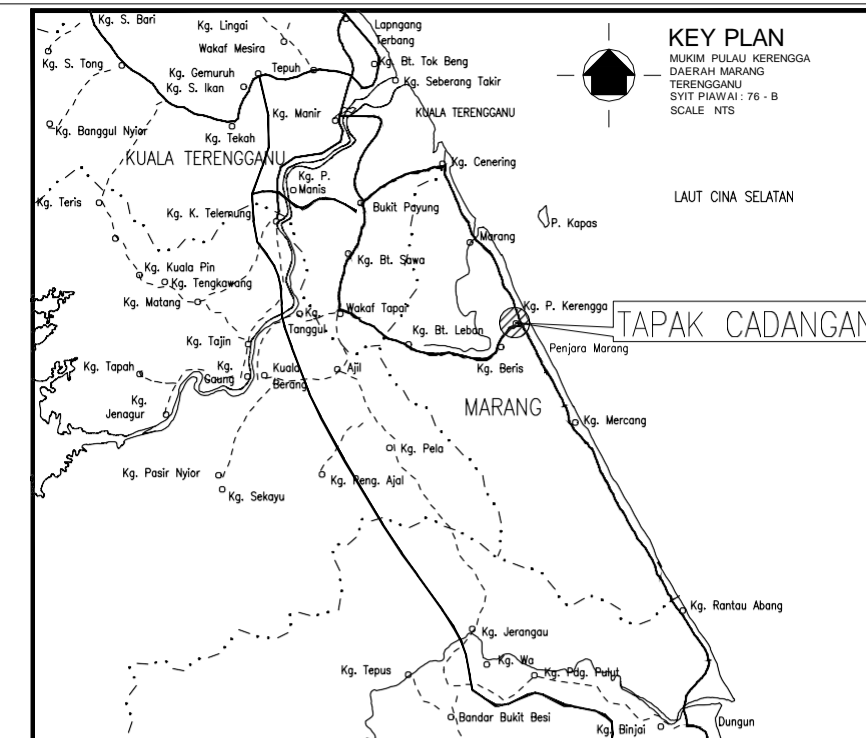 KEY PLAN
MUKIM PULAU KERENGGA
DAERAH MARANG
TERENGGANU
SYIT PIAWAI : 76 - B
SCALE NTS
Kg. S. Bari
Kg. Lingai
Lapngang
Terbang
Wakaf Mesira
Kg. S. Tong
Kg. Gemuruh
Tepuh
Kg. Bt. Tok Beng
Kg. S. Ikan
Kg. Seberang Takir
Kg. Manir
KUALA TERENGGANU
Kg. Banggul Nyior
Kg. Tekah
KUALA TERENGGANU
Kg. Cenering
Kg. P.
Manis
LAUT CINA SELATAN
Kg. Teris
Kg. K. Telemung
Bukit Payung
P. Kapas
Marang
Kg. Bt. Sawa
Kg. Kuala Pin
Kg. Tengkawang
Kg. Matang
Kg.
Tanggul
Wakaf Tapai
Kg. P. Kerengga
TAPAK CADANGAN
Kg. Tajin
Kg. Bt. Leban
Penjara Marang
Kg. Tapah
Kg.
Gaung
Kuala
Berang
Ajil
Kg. Beris
Kg.
Jenagur
MARANG
Kg. Mercang
Kg. Pela
Kg. Pasir Nyior
Kg. Reng. Ajal
Kg. Sekayu
Kg. Rantau Abang
Kg. Jerangau
Kg. Wa
Kg. Tepus
Kg. Pdg. Pulut
Bandar Bukit Besi
Kg. Binjai
Dungun